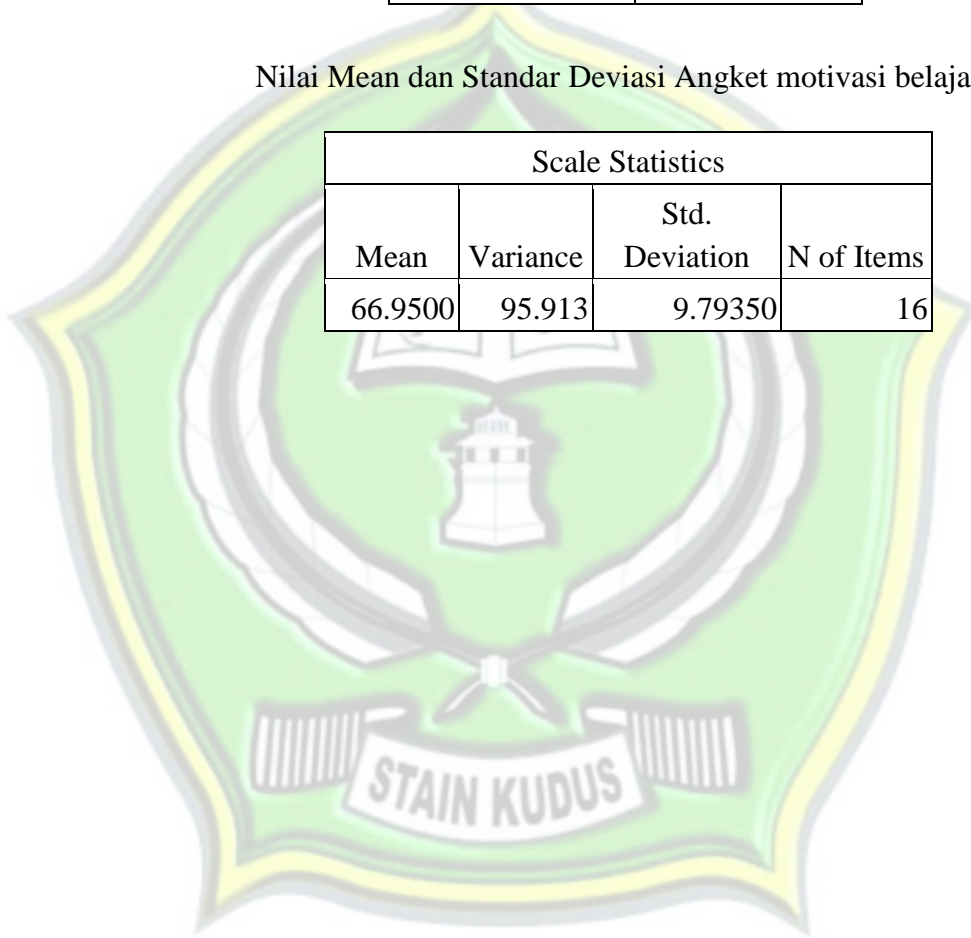 Nilai Mean dan Standar Deviasi Angket motivasi belaja
Scale Statistics
Mean Variance Std. Deviation N of Items
66.9500 95.913 9.79350 16
STAIN KUDUS